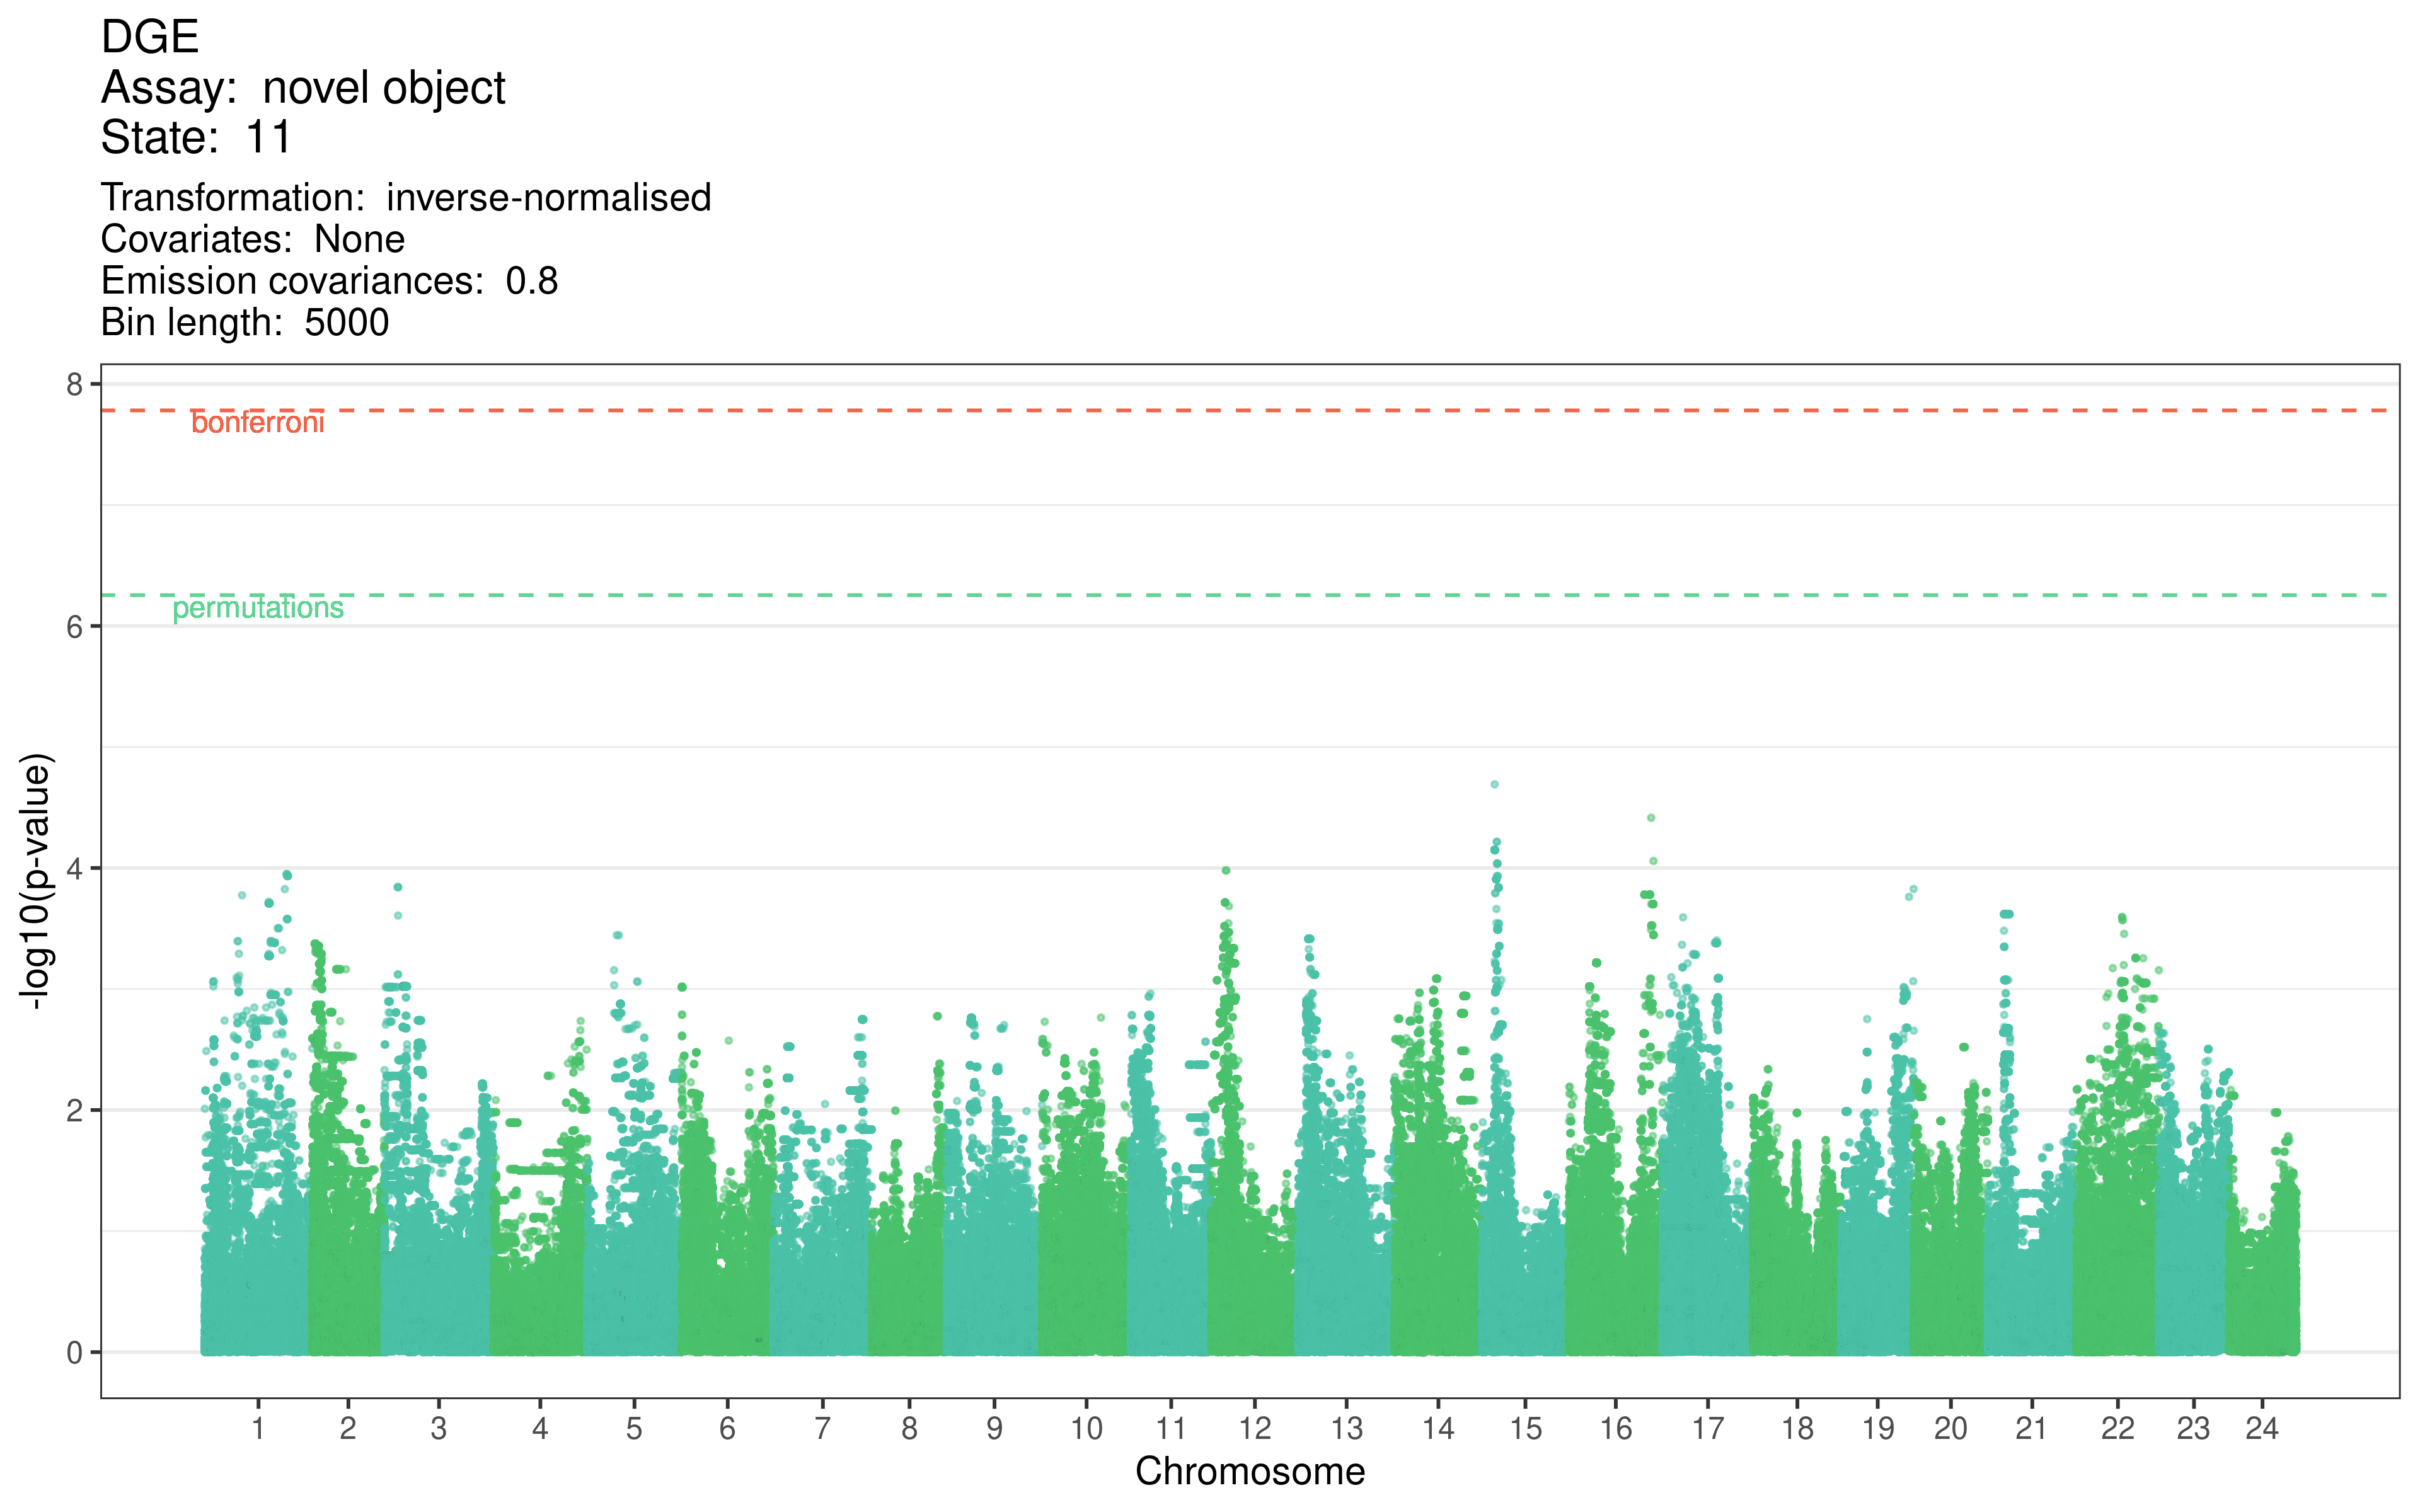 DGE
Assay:  novel object
State:  11
Transformation:  inverse-normalised
Covariates:  None
Emission covariances:  0.8
Bin length:  5000
8
bonferroni
permutations
6
4
2
0
-log10(p-value)
1 2 3 4 5 6 7 8 9 10 11 12 13 14 15 16 17 18 19 20 21 22 23 24
Chromosome